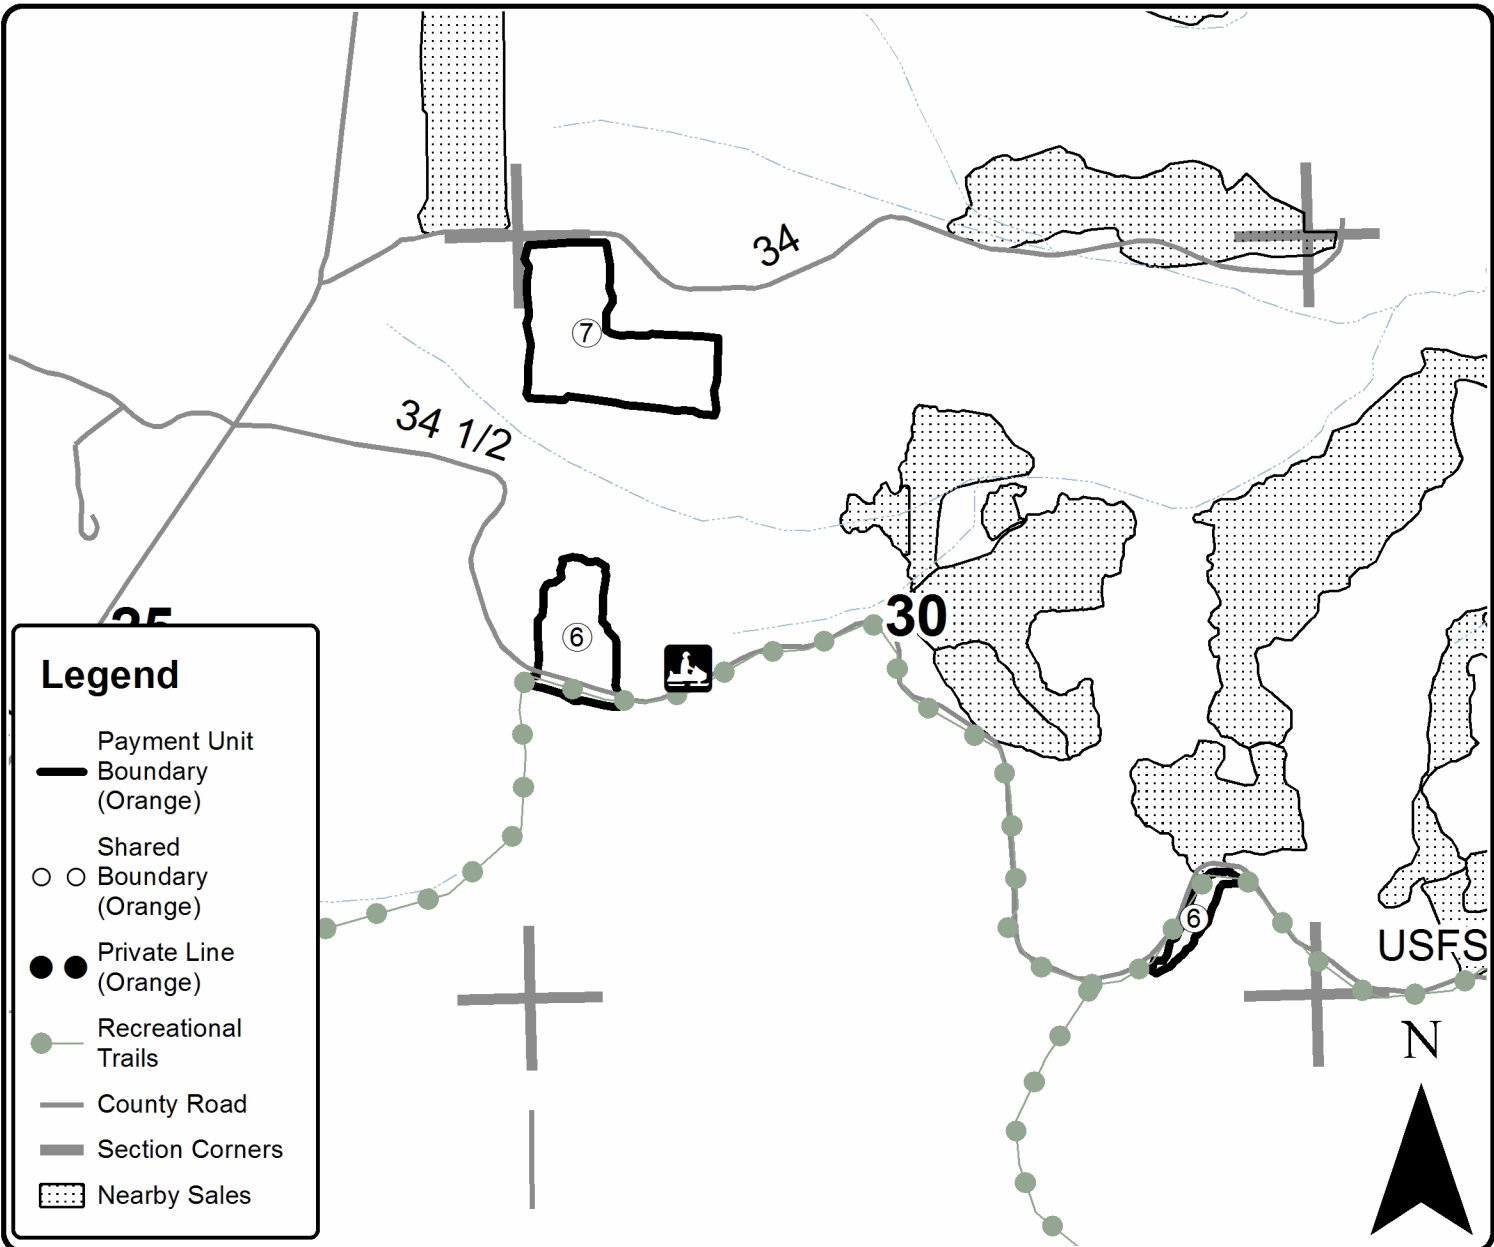 34
7
34 1/2
25
30
6
6
USFS
N
Legend
Payment Unit
Boundary
(Orange)
Shared
Boundary
(Orange)
Private Line
(Orange)
Recreational
Trails
County Road
Section Corners
Nearby Sales